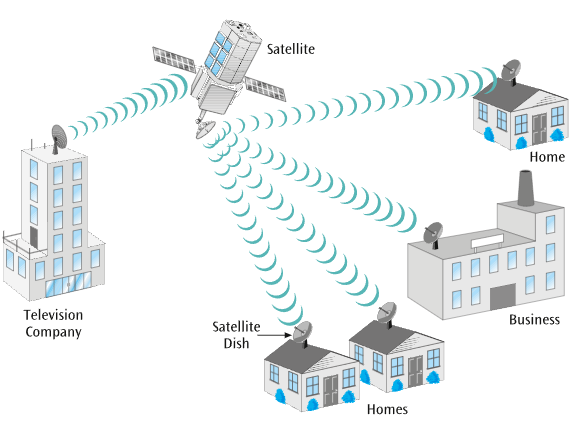 Satellite
Home
Television
Company
Business
Satellite
Dish
Homes